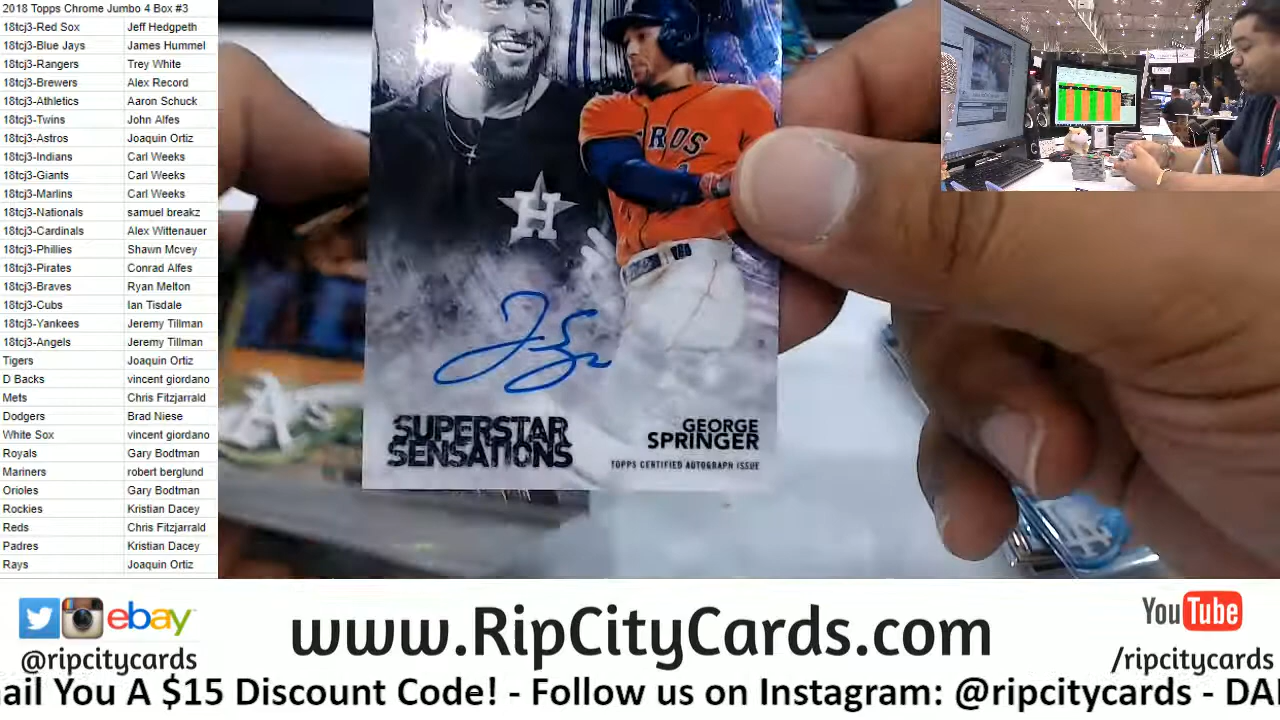 2018 Topps Chrome Jumbo 4 Box #3
18tcj3-Red Sox Jeff Hedgpeth
18tcj3-Blue Jays James Hummel
18tcj3-Rangers Trey White
18tcj3-Brewers Alex Record
18tcj3-Athletics Aaron Schuck
18tcj3-Twins John Alfes
18tcj3-Astros Joaquin Ortiz
18tcj3-Indians Carl Weeks
18tcj3-Giants Carl Weeks
18tcj3-Marlins Carl Weeks
18tcj3-Nationals samuel breakz
18tcj3-Cardinals Alex Wittenauer
18tcj3-Phillies Shawn Mcvey
18tcj3-Pirates Conrad Alfes
18tcj3-Braves Ryan Melton
18tcj3-Cubs Ian Tisdale
18tcj3-Yankees Jeremy Tillman
18tcj3-Angels Jeremy Tillman
Tigers Joaquin Ortiz
D Backs vincent giordano
Mets Chris Fitzjarrald
Dodgers Brad Niese
White Sox vincent giordano
Royals Gary Bodtman
Mariners robert berglund
Orioles Gary Bodtman
Rockies Kristian Dacey
Reds Chris Fitzjarrald
Padres Kristian Dacey
Rays Joaquin Ortiz
H
ROS
A's
LA
SUPERSTAR
SENSATIONS
GEORGE
SPRINGER
TOPPS CERTIFIED AUTOGRAPH ISSUE
ebay
@ripcitycards
www.RipCityCards.com
YouTube
/ripcitycards
ail You A $15 Discount Code! - Follow us on Instagram: @ripcitycards - DA